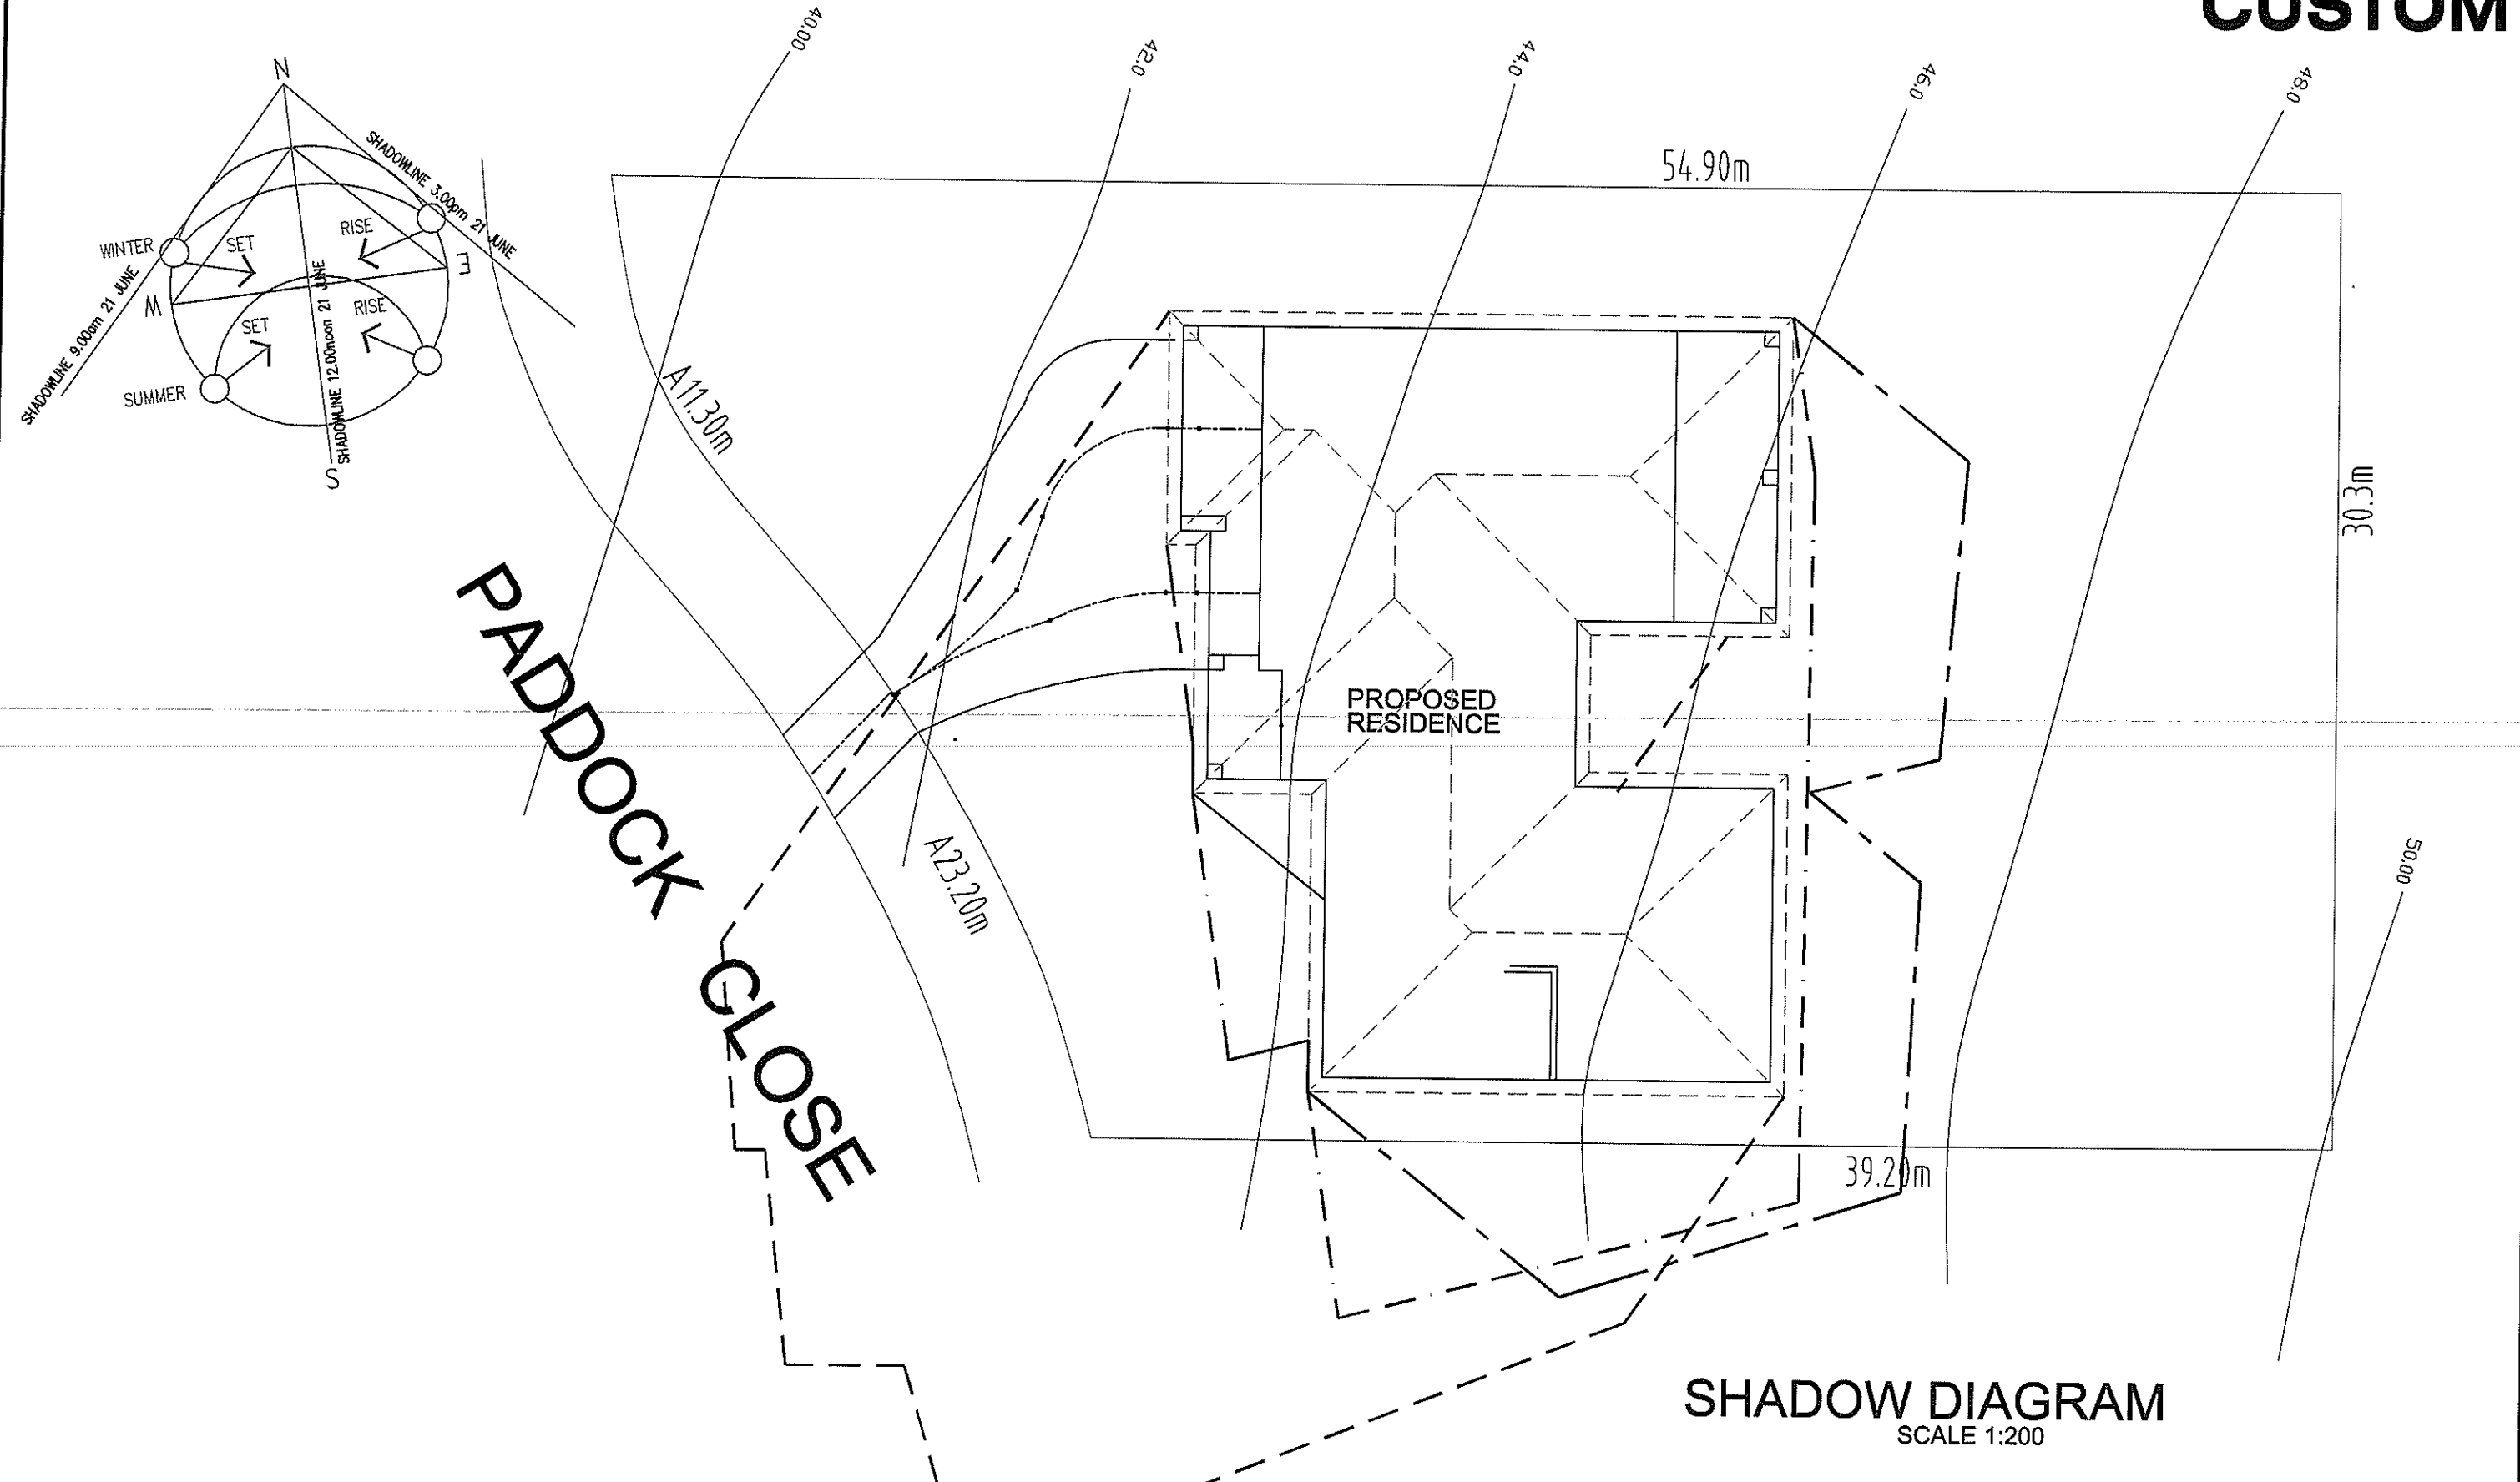 CUSTOM
40.00
42.0
44.0
46.0
48.0
50.00
N
SHADOWLINE 3.00pm 21 JUNE
WINTER
SET
RISE
E
W
SET
RISE
SUMMER
SHADOWLINE 9.00am 21 JUNE
SHADOWLINE 12.00noon 21 JUNE
S
54.90m
30.3m
A11.30m
A23.20m
39.20m
PADDOCK CLOSE
PROPOSED
RESIDENCE
SHADOW DIAGRAM
SCALE 1:200